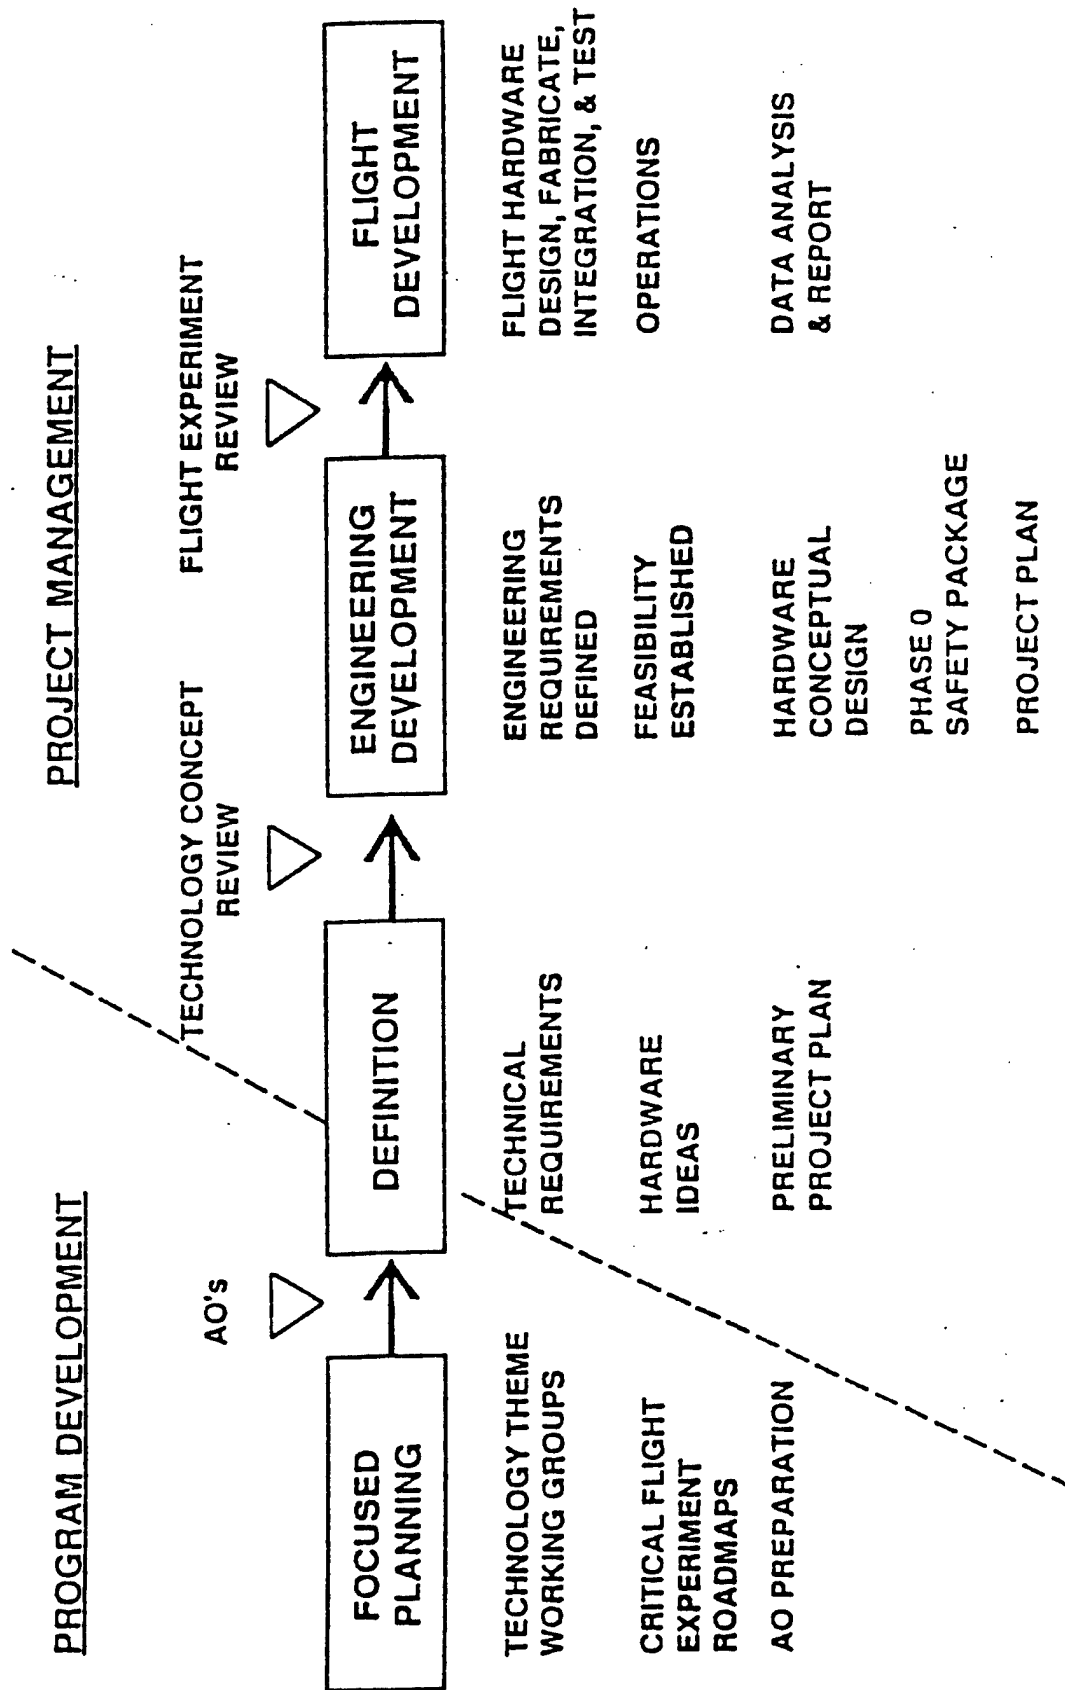 PROGRAM DEVELOPMENT
PROJECT MANAGEMENT
AO's
TECHNOLOGY CONCEPT
REVIEW
FLIGHT EXPERIMENT
REVIEW
FOCUSED
PLANNING
DEFINITION
ENGINEERING
DEVELOPMENT
FLIGHT
DEVELOPMENT
TECHNOLOGY THEME
WORKING GROUPS
CRITICAL FLIGHT
EXPERIMENT
ROADMAPS
AO PREPARATION
TECHNICAL
REQUIREMENTS
HARDWARE
IDEAS
PRELIMINARY
PROJECT PLAN
ENGINEERING
REQUIREMENTS
DEFINED
FEASIBILITY
ESTABLISHED
HARDWARE
CONCEPTUAL
DESIGN
PHASE 0
SAFETY PACKAGE
PROJECT PLAN
FLIGHT HARDWARE
DESIGN, FABRICATE,
INTEGRATION, & TEST
OPERATIONS
DATA ANALYSIS
& REPORT